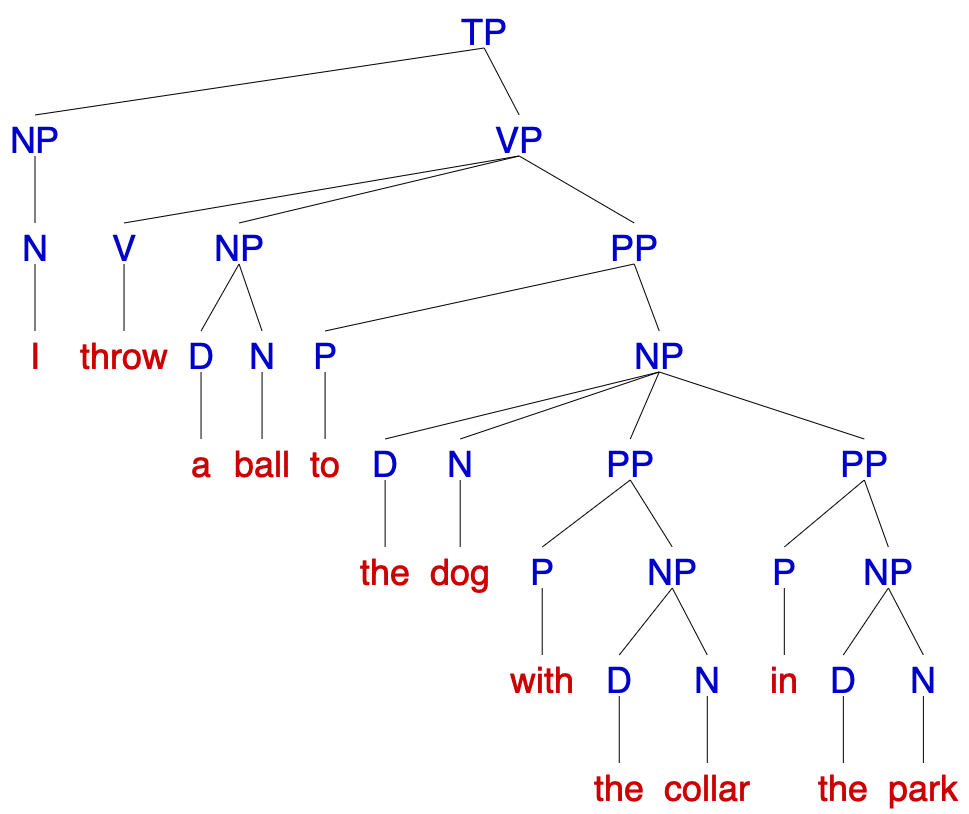 TP
NP VP
N V NP PP
I throw D N P NP
a ball to D N PP PP
the dog P NP P NP
with D N in D N
the collar the park